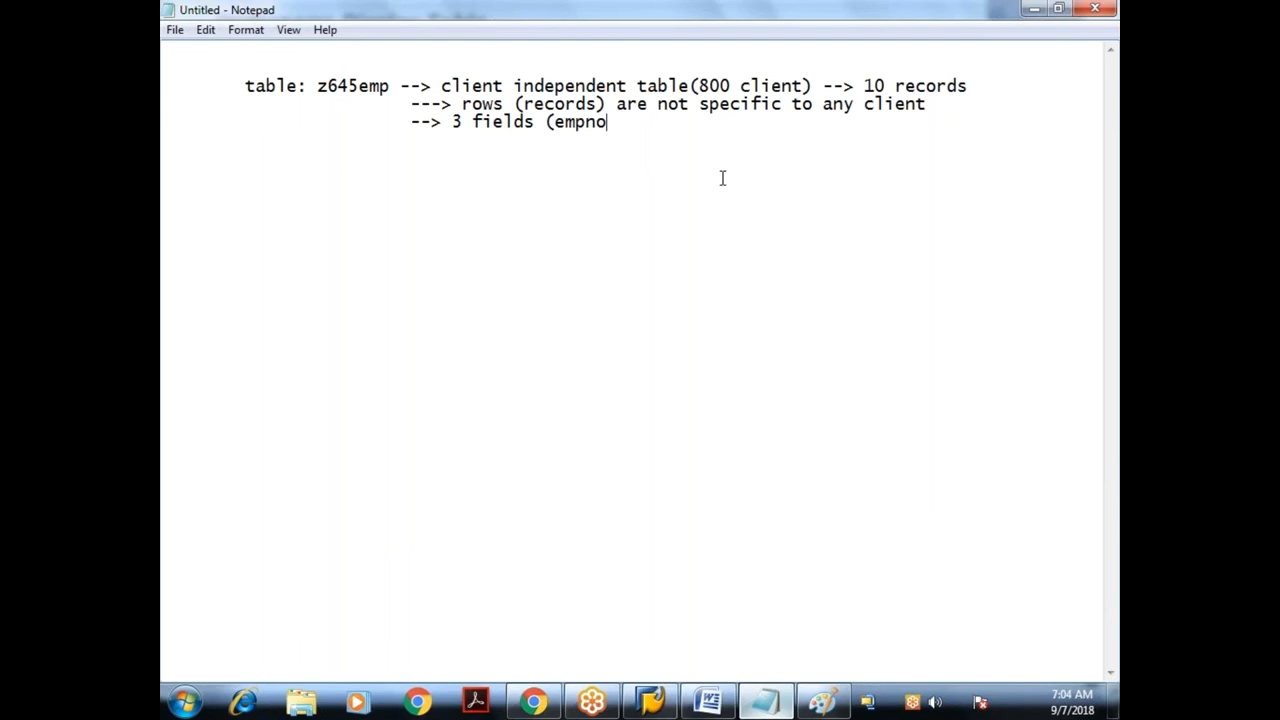 Untitled - Notepad
File Edit Format View Help
table: z645emp --> client independent table(800 client) --> 10 records
---> rows (records) are not specific to any client
--> 3 fields (empno
7:04 AM
9/7/2018